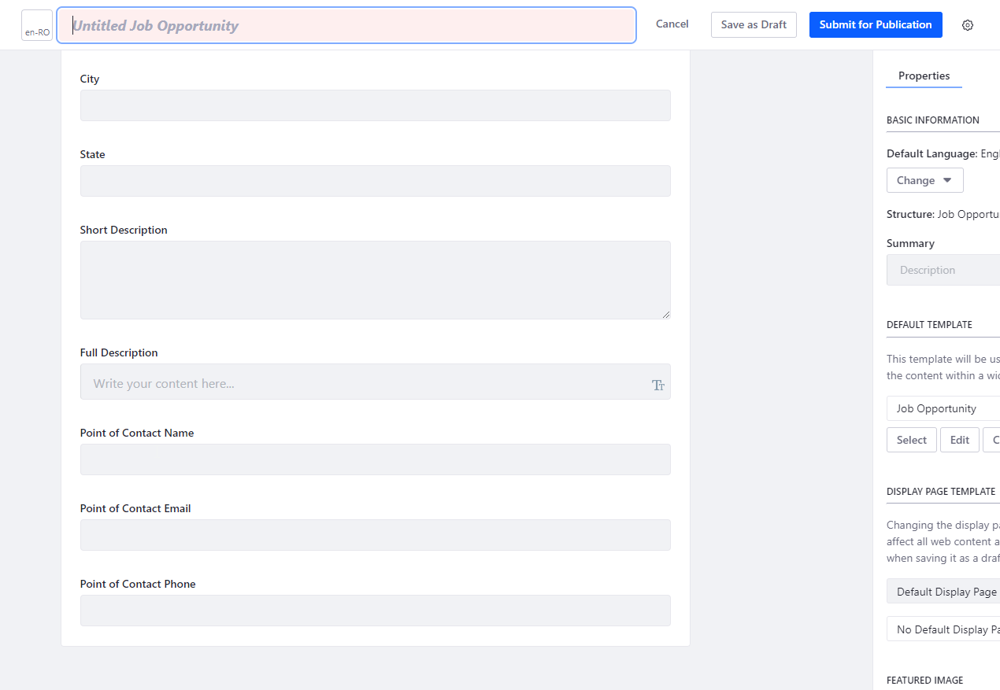 en-RO
Untitled Job Opportunity
Cancel
Save as Draft
Submit for Publication
City
State
Short Description
Full Description
Write your content here...
Point of Contact Name
Point of Contact Email
Point of Contact Phone
Properties
BASIC INFORMATION
Default Language: Engl
Change
Structure: Job Opportu
Summary
Description
DEFAULT TEMPLATE
This template will be us
the content within a wid
Job Opportunity
Select Edit C
DISPLAY PAGE TEMPLATE
Changing the display pa
affect all web content a
when saving it as a draf
Default Display Page
No Default Display Pa
FEATURED IMAGE